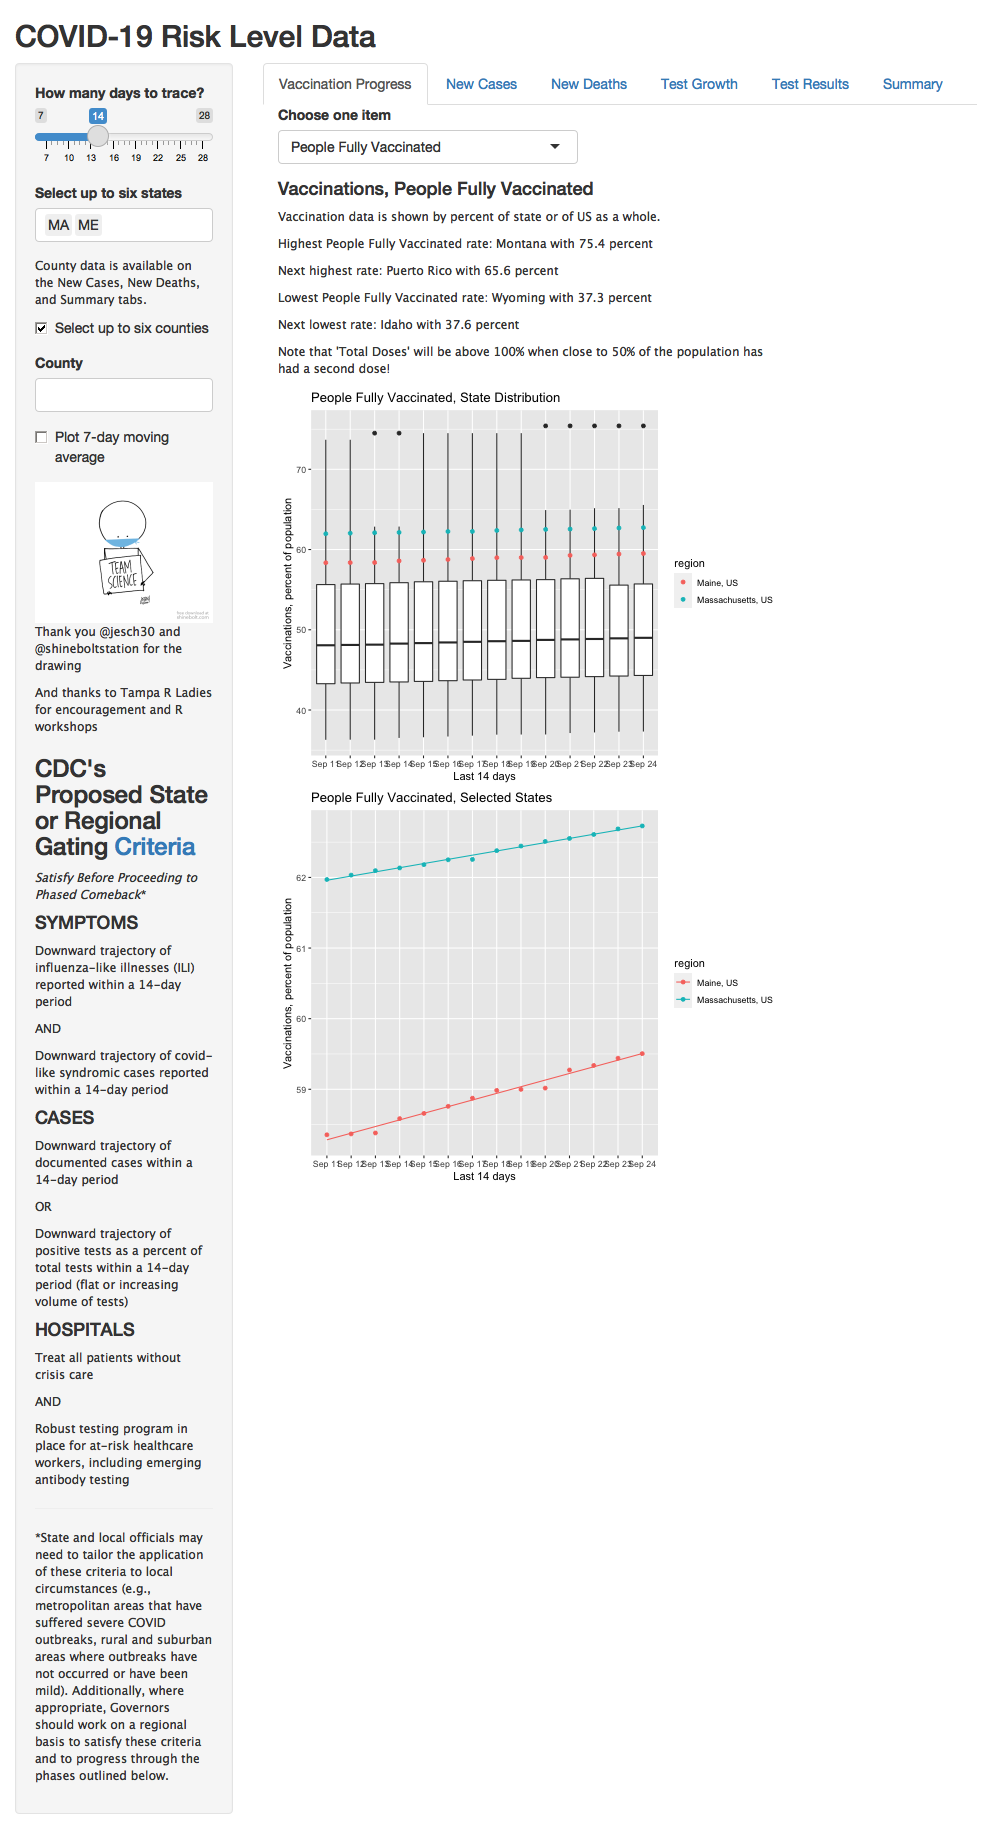 COVID-19 Risk Level Data
How many days to trace?
7 14 28
7 10 13 16 19 22 25 28
Select up to six states
MA ME
County data is available on
the New Cases, New Deaths,
and Summary tabs.
Select up to six counties
County
Plot 7-day moving
average
TEAM
SCIENCE
Thank you @jesch30 and
@shineboltstation for the
drawing
And thanks to Tampa R Ladies
for encouragement and R
workshops
CDC's
Proposed State
or Regional
Gating Criteria
Satisfy Before Proceeding to
Phased Comeback*
SYMPTOMS
Downward trajectory of
influenza-like illnesses (ILI)
reported within a 14-day
period
AND
Downward trajectory of covid-
like syndromic cases reported
within a 14-day period
CASES
Downward trajectory of
documented cases within a
14-day period
OR
Downward trajectory of
positive tests as a percent of
total tests within a 14-day
period (flat or increasing
volume of tests)
HOSPITALS
Treat all patients without
crisis care
AND
Robust testing program in
place for at-risk healthcare
workers, including emerging
antibody testing
*State and local officials may
need to tailor the application
of these criteria to local
circumstances (e.g.,
metropolitan areas that have
suffered severe COVID
outbreaks, rural and suburban
areas where outbreaks have
not occurred or have been
mild). Additionally, where
appropriate, Governors
should work on a regional
basis to satisfy these criteria
and to progress through the
phases outlined below.
Vaccination Progress New Cases New Deaths Test Growth Test Results Summary
Choose one item
People Fully Vaccinated
Vaccinations, People Fully Vaccinated
Vaccination data is shown by percent of state or of US as a whole.
Highest People Fully Vaccinated rate: Montana with 75.4 percent
Next highest rate: Puerto Rico with 65.6 percent
Lowest People Fully Vaccinated rate: Wyoming with 37.3 percent
Next lowest rate: Idaho with 37.6 percent
Note that 'Total Doses' will be above 100% when close to 50% of the population has
had a second dose!
People Fully Vaccinated, State Distribution
Vaccinations, percent of population
70
60
50
40
Sep 11 Sep 12 Sep 13 Sep 14 Sep 15 Sep 16 Sep 17 Sep 18 Sep 19 Sep 20 Sep 21 Sep 22 Sep 23 Sep 24
Last 14 days
region
Maine, US
Massachusetts, US
People Fully Vaccinated, Selected States
Vaccinations, percent of population
62
61
60
59
Sep 11 Sep 12 Sep 13 Sep 14 Sep 15 Sep 16 Sep 17 Sep 18 Sep 19 Sep 20 Sep 21 Sep 22 Sep 23 Sep 24
Last 14 days
region
Maine, US
Massachusetts, US